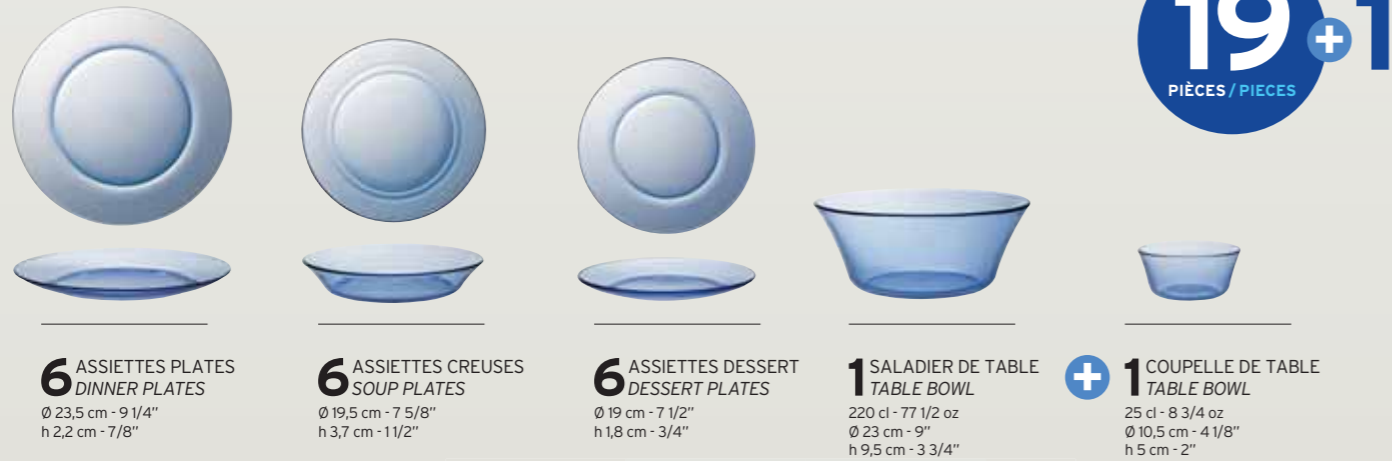 19 + 1
PIÈCES / PIECES
6 ASSIETTES PLATES
DINNER PLATES
Ø 23,5 cm - 9 1/4’’
h 2,2 cm - 7/8’’
6 ASSIETTES CREUSES
SOUP PLATES
Ø 19,5 cm - 7 5/8’’
h 3,7 cm - 1 1/2’’
6 ASSIETTES DESSERT
DESSERT PLATES
Ø 19 cm - 7 1/2’’
h 1,8 cm - 3/4’’
1 SALADIER DE TABLE
TABLE BOWL
220 cl - 77 1/2 oz
Ø 23 cm - 9’’
h 9,5 cm - 3 3/4’’
+
1 COUPELLE DE TABLE
TABLE BOWL
25 cl - 8 3/4 oz
Ø 10,5 cm - 4 1/8’’
h 5 cm - 2’’